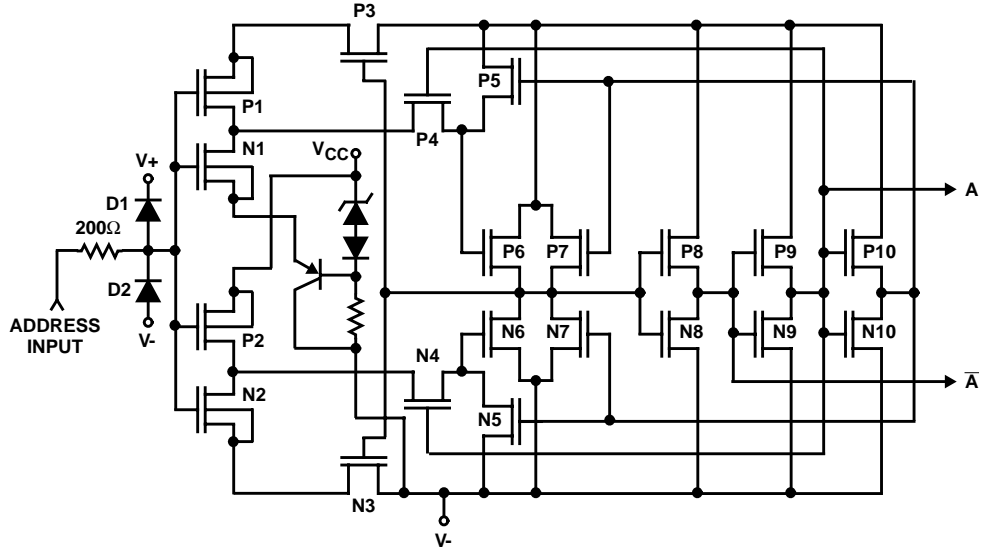 P3
P5
P1
P4
N1
VCC
V+
D1
A
200Ω
P6
P7
P8
P9
P10
D2
N6
N7
N8
N9
N10
ADDRESS
INPUT
V-
P2
N4
A̅
N2
N5
N3
V-